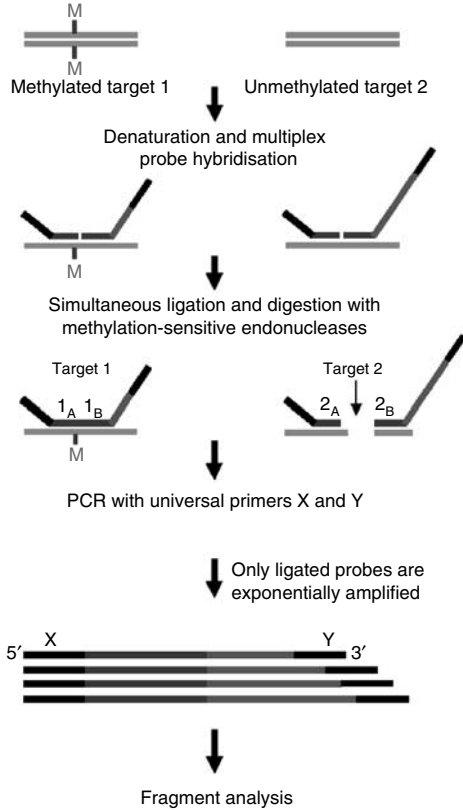 M
M
Methylated target 1 Unmethylated target 2
Denaturation and multiplex
probe hybridisation
M
Simultaneous ligation and digestion with
methylation-sensitive endonucleases
Target 1 Target 2
1A 1B 2A 2B
M
PCR with universal primers X and Y
Only ligated probes are
exponentially amplified
X Y
5′ 3′
Fragment analysis